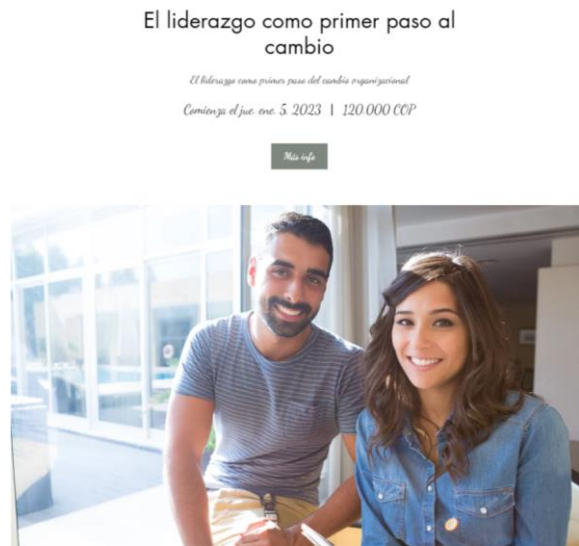 El liderazgo como primer paso al
cambio
El liderazgo como primer paso del cambio organizacional
Comienza el jue. ene. 5, 2023 | 120.000 COP
Más info